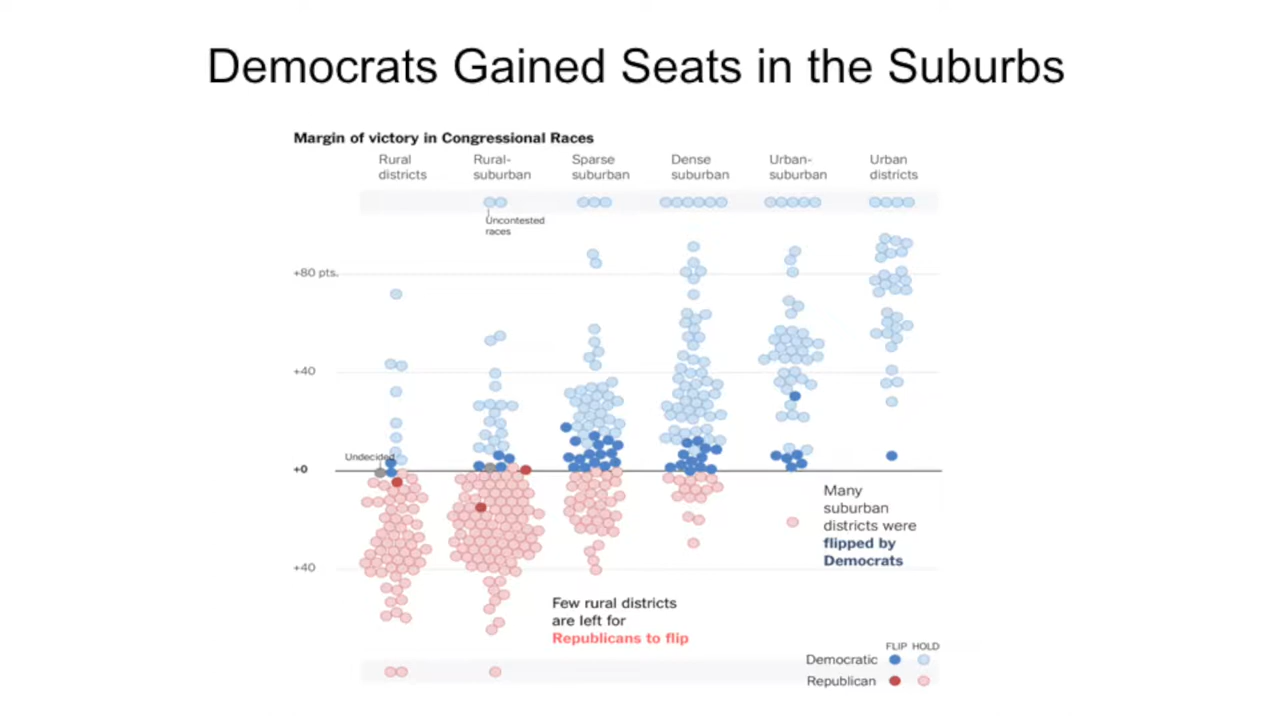 Democrats Gained Seats in the Suburbs
Margin of victory in Congressional Races
Rural districts
Rural-suburban
Sparse suburban
Dense suburban
Urban-suburban
Urban districts
Uncontested
races
+80 pts.
+40
Undecided
+0
Many
suburban
districts were
flipped by
Democrats
+40
Few rural districts
are left for
Republicans to flip
FLIP HOLD
Democratic
Republican